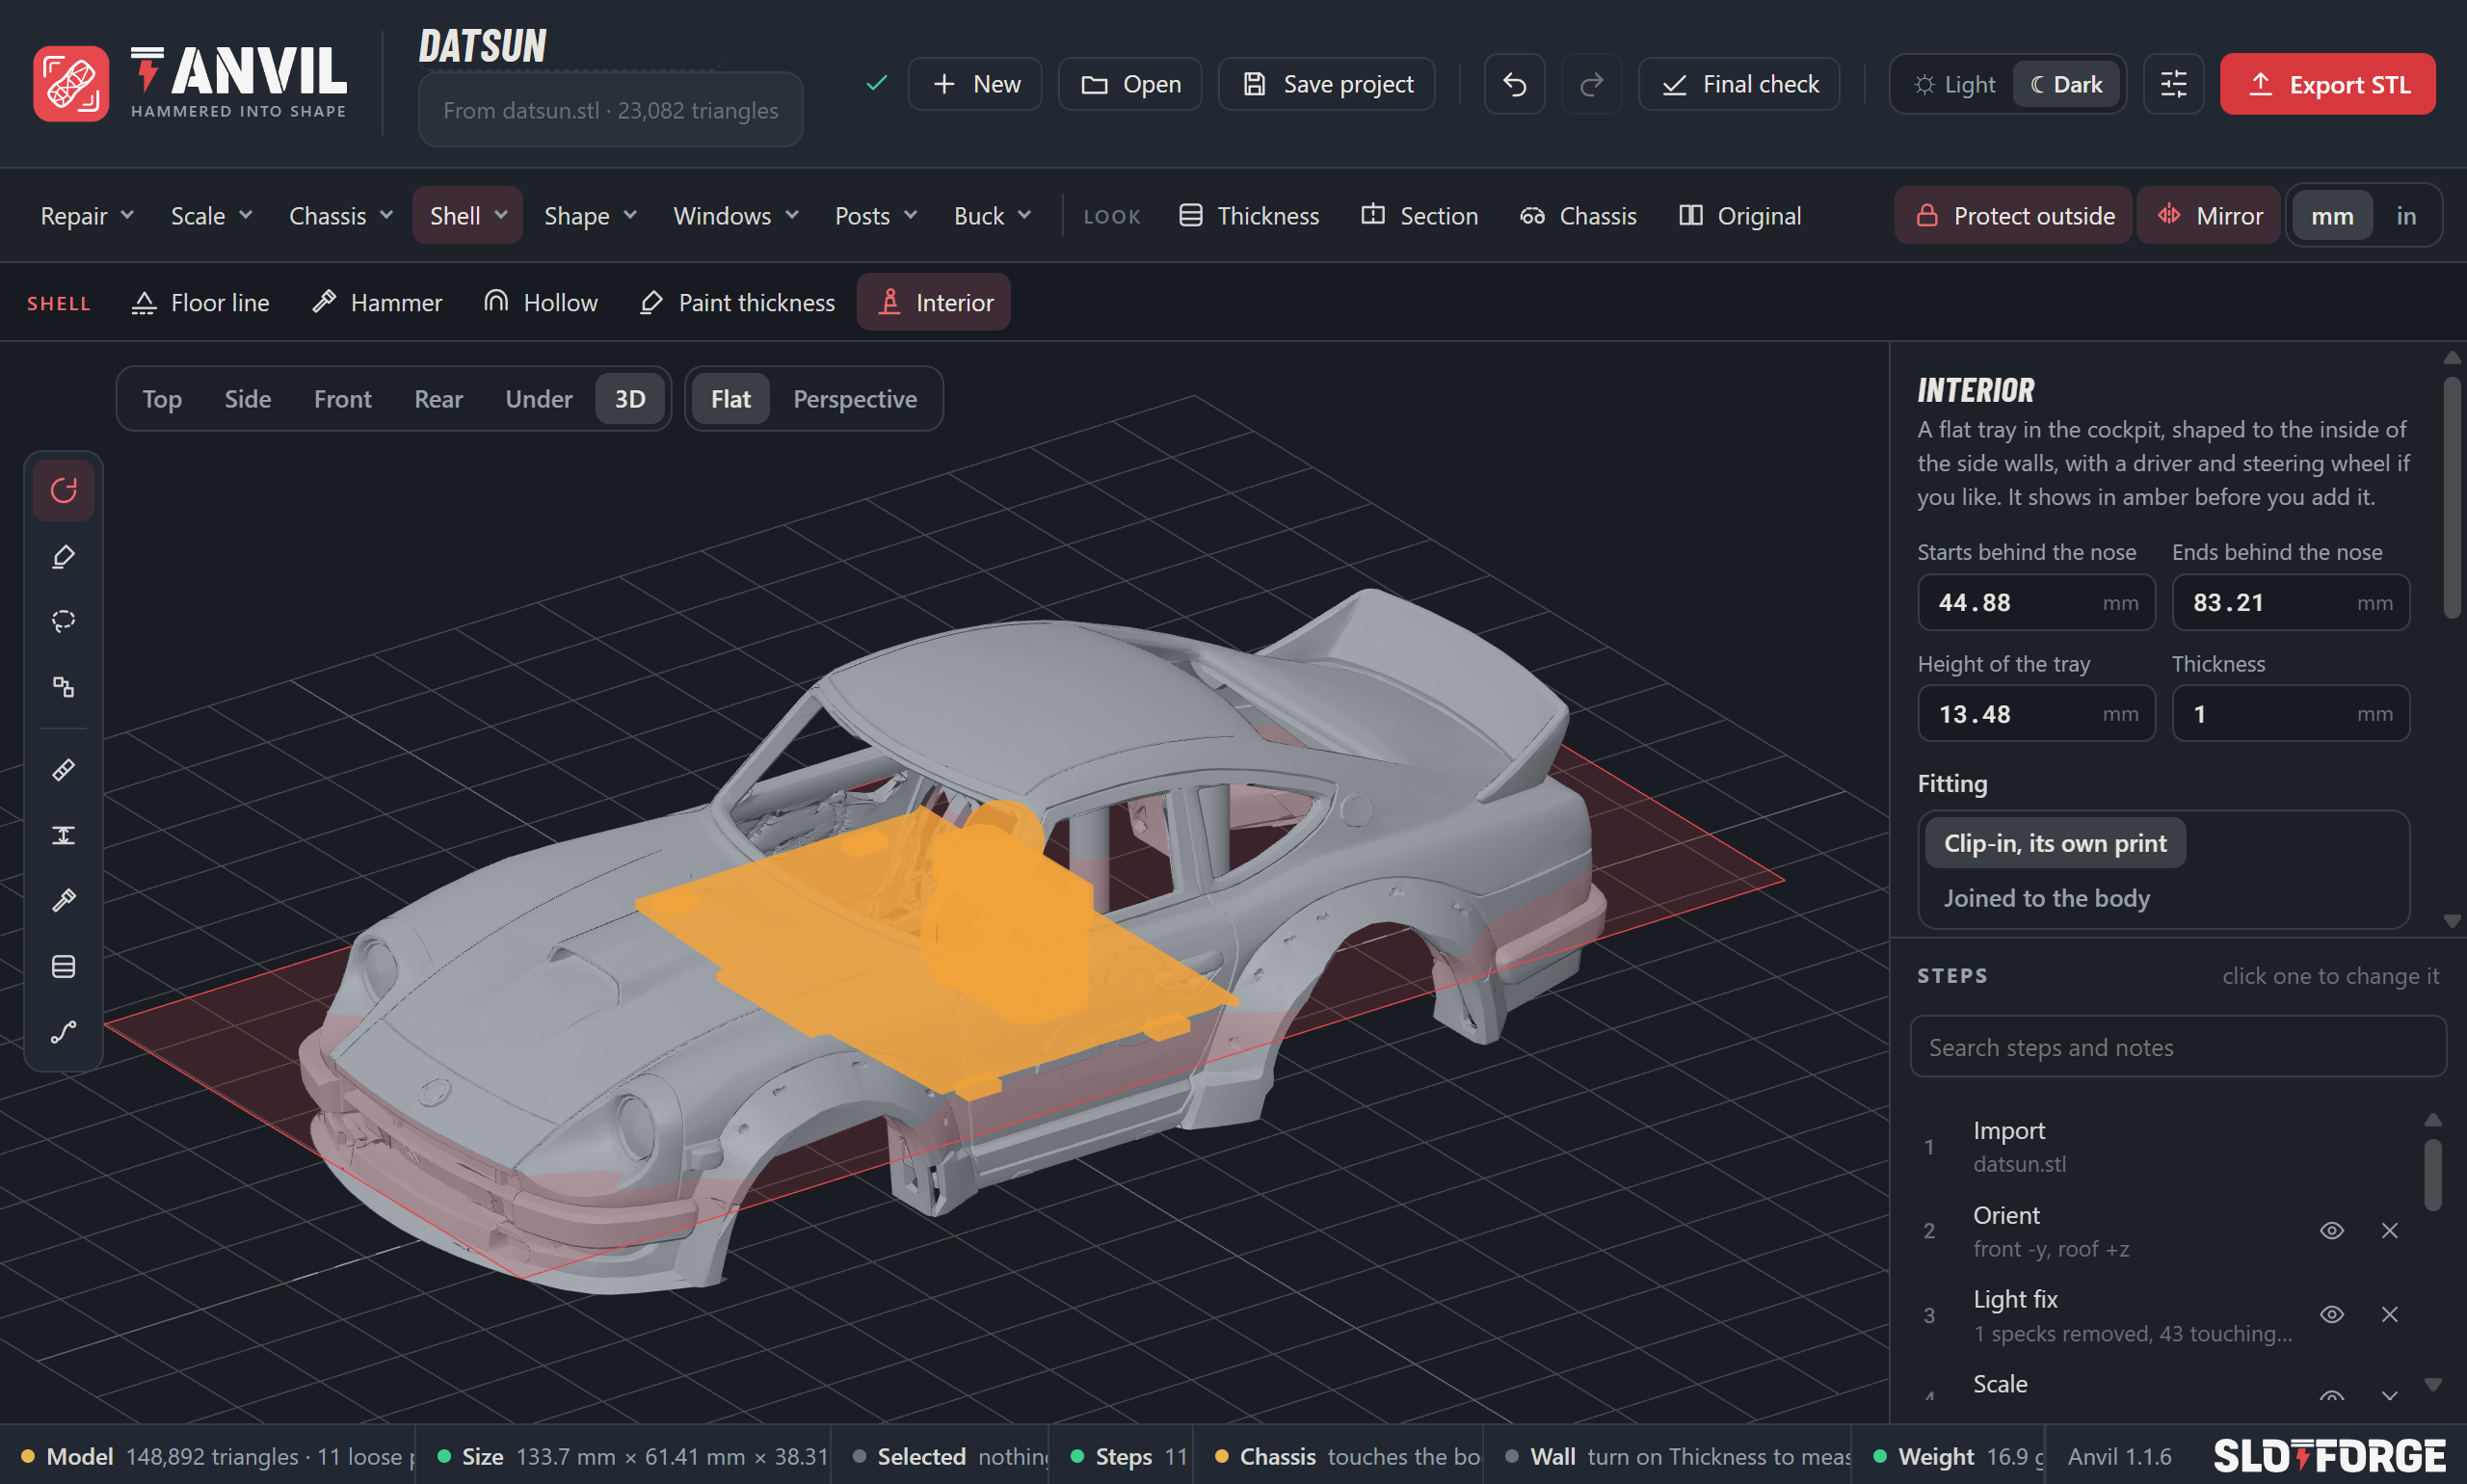 ANVIL
HAMMERED INTO SHAPE
DATSUN
From datsun.stl · 23,082 triangles
New
Open
Save project
Final check
Light
Dark
Export STL
Repair
Scale
Chassis
Shell
Shape
Windows
Posts
Buck
LOOK
Thickness
Section
Chassis
Original
Protect outside
Mirror
mm
in
SHELL
Floor line
Hammer
Hollow
Paint thickness
Interior
Top
Side
Front
Rear
Under
3D
Flat
Perspective
INTERIOR
A flat tray in the cockpit, shaped to the inside of
the side walls, with a driver and steering wheel if
you like. It shows in amber before you add it.
Starts behind the nose
Ends behind the nose
44.88 mm
83.21 mm
Height of the tray
Thickness
13.48 mm
1 mm
Fitting
Clip-in, its own print
Joined to the body
STEPS
click one to change it
Search steps and notes
1
Import
datsun.stl
2
Orient
front -y, roof +z
3
Light fix
1 specks removed, 43 touching...
4
Scale
Model 148,892 triangles · 11 loose
Size 133.7 mm × 61.41 mm × 38.31
Selected nothing
Steps 11
Chassis touches the bo
Wall turn on Thickness to meas
Weight 16.9 g
Anvil 1.1.6
SLOTFORGE